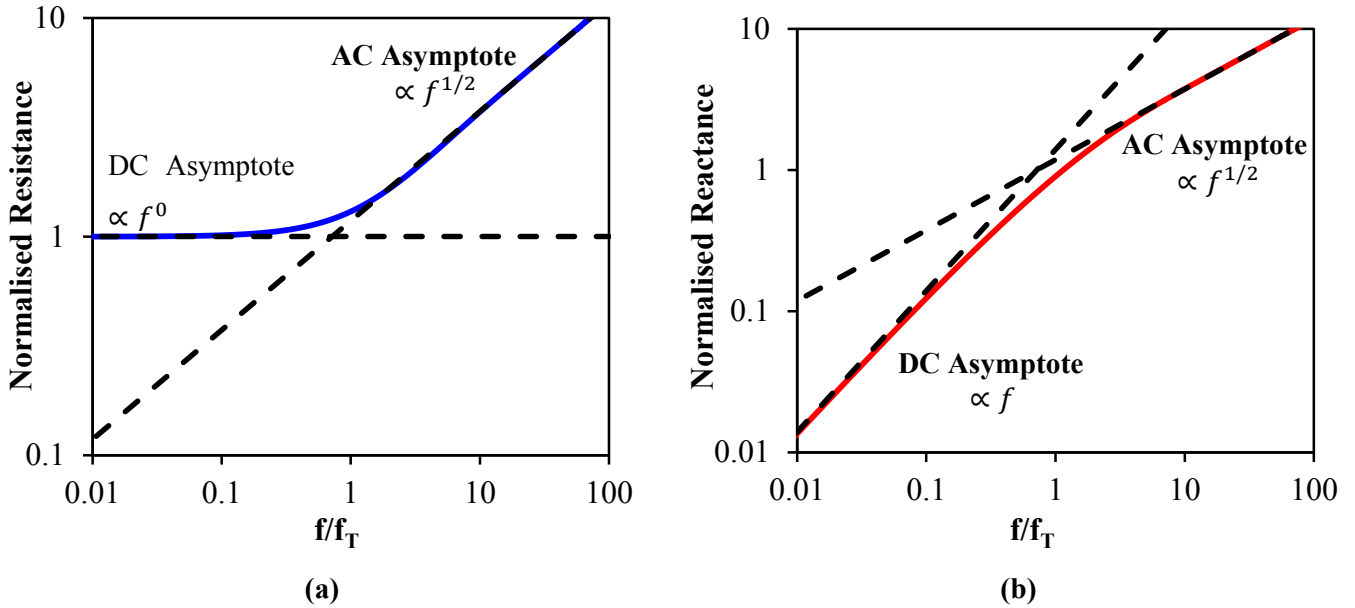 10
AC Asymptote
∝ f^{1/2}
DC Asymptote
∝ f^0
1
0.1
0.01 0.1 1 10 100
Normalised Resistance
f/f_T
(a)
10
1
AC Asymptote
∝ f^{1/2}
0.1
DC Asymptote
∝ f
0.01
0.01 0.1 1 10 100
Normalised Reactance
f/f_T
(b)